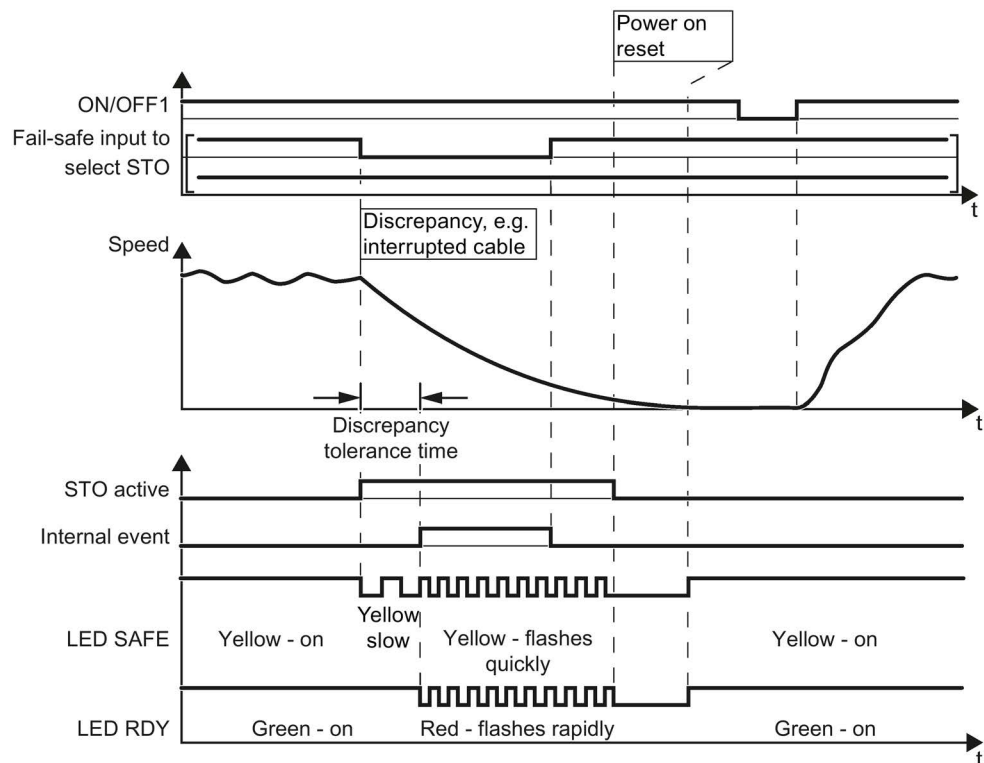 Power on
reset
ON/OFF1
Fail-safe input to
select STO
t
Discrepancy, e.g.
interrupted cable
Speed
t
Discrepancy
tolerance time
STO active
Internal event
Yellow
slow
LED SAFE
Yellow - on
Yellow - flashes
quickly
Yellow - on
LED RDY
Green - on
Red - flashes rapidly
Green - on
t